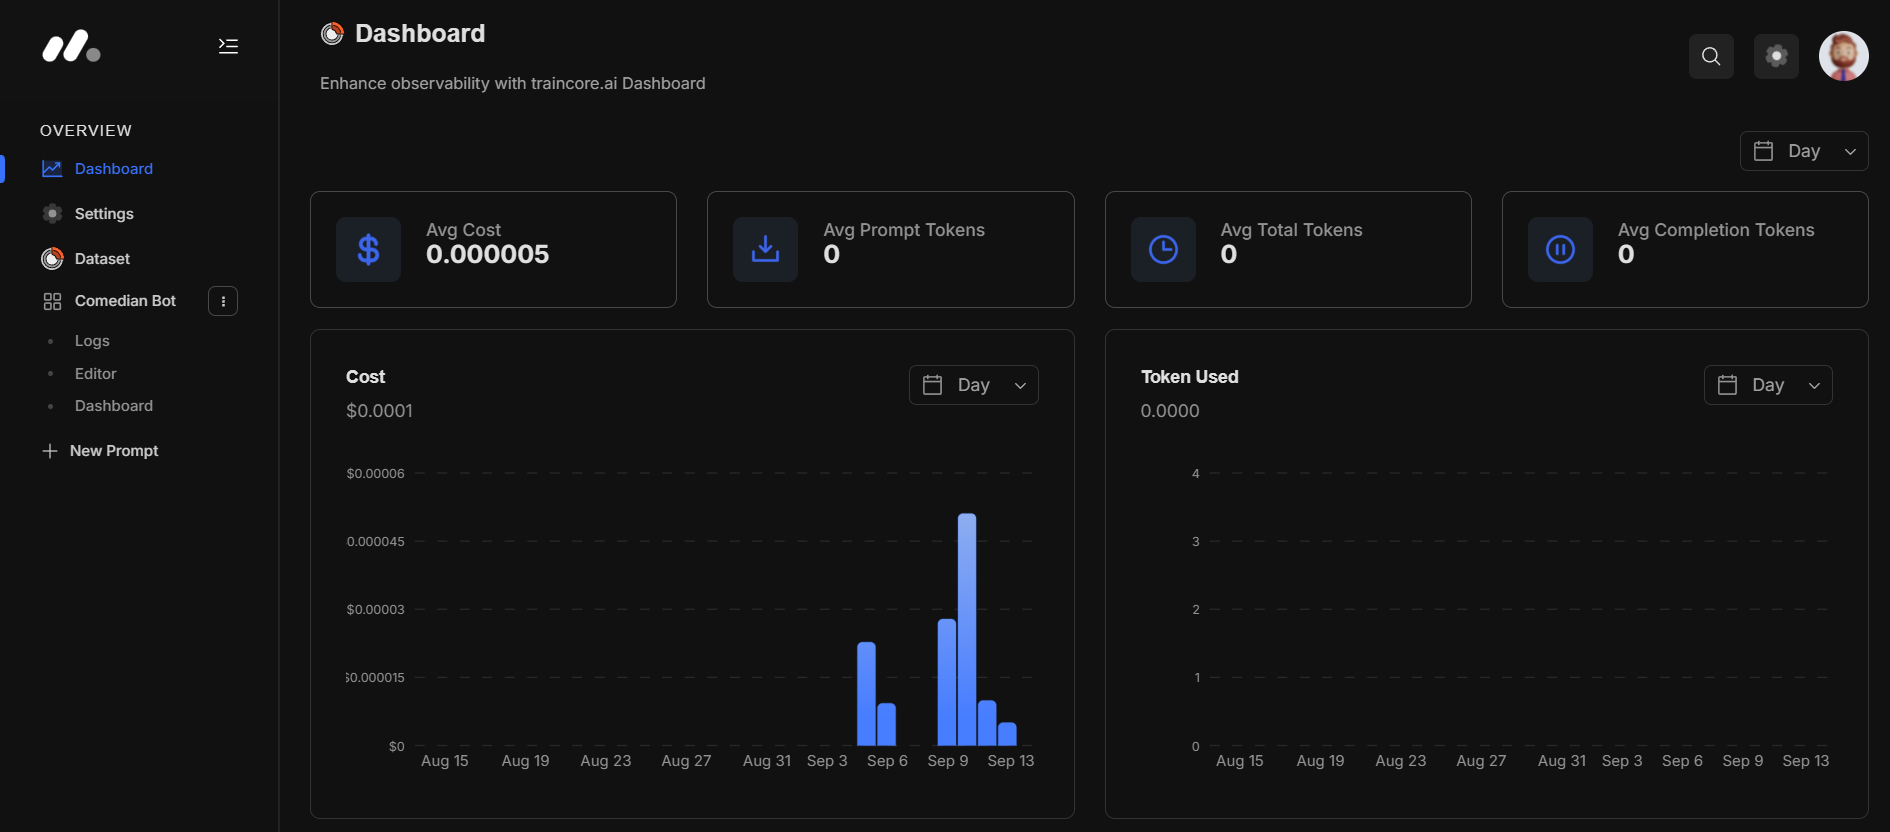 Dashboard
Enhance observability with traincore.ai Dashboard
OVERVIEW
Dashboard
Settings
Dataset
Comedian Bot
Logs
Editor
Dashboard
New Prompt
Day
Avg Cost
0.000005
Avg Prompt Tokens
0
Avg Total Tokens
0
Avg Completion Tokens
0
Cost
$0.0001
Day
$0.00006
0.000045
$0.00003
$0.000015
$0
Aug 15 Aug 19 Aug 23 Aug 27 Aug 31 Sep 3 Sep 6 Sep 9 Sep 13
Token Used
0.0000
Day
4
3
2
1
0
Aug 15 Aug 19 Aug 23 Aug 27 Aug 31 Sep 3 Sep 6 Sep 9 Sep 13